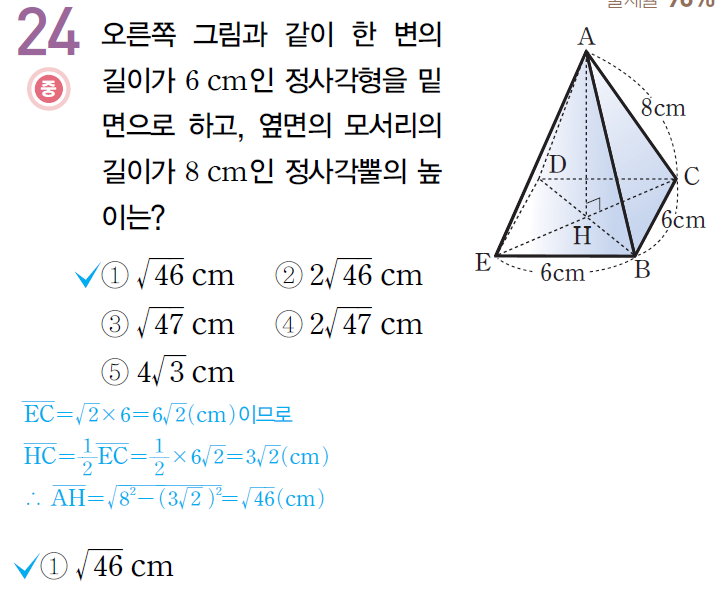 24
중
오른쪽 그림과 같이 한 변의
길이가 6 cm인 정사각형을 밑
면으로 하고, 옆면의 모서리의
길이가 8 cm인 정사각뿔의 높
이는?
A
8cm
D
C
H
6cm
E
6cm
B
① √46 cm ② 2√46 cm
③ √47 cm ④ 2√47 cm
⑤ 4√3 cm
EC=√2×6=6√2(cm)이므로
HC=1/2EC=1/2×6√2=3√2(cm)
∴ AH=√(8²-(3√2)²)=√46(cm)
① √46 cm